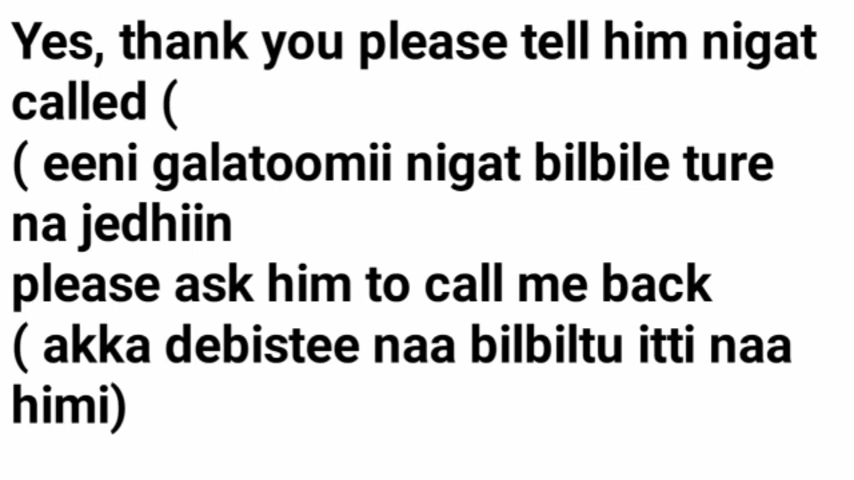 Yes, thank you please tell him nigat
called (
( eeni galatoomii nigat bilbile ture
na jedhiin
please ask him to call me back
( akka debistee naa bilbiltu itti naa
himi)